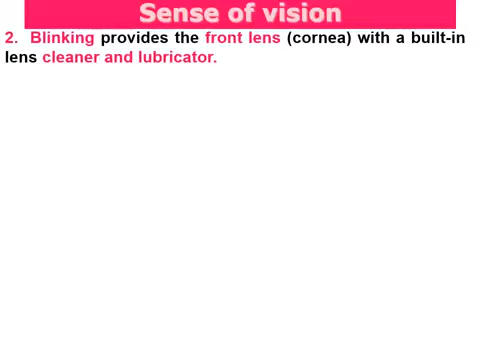 Sense of vision
2. Blinking provides the front lens (cornea) with a built-in
lens cleaner and lubricator.